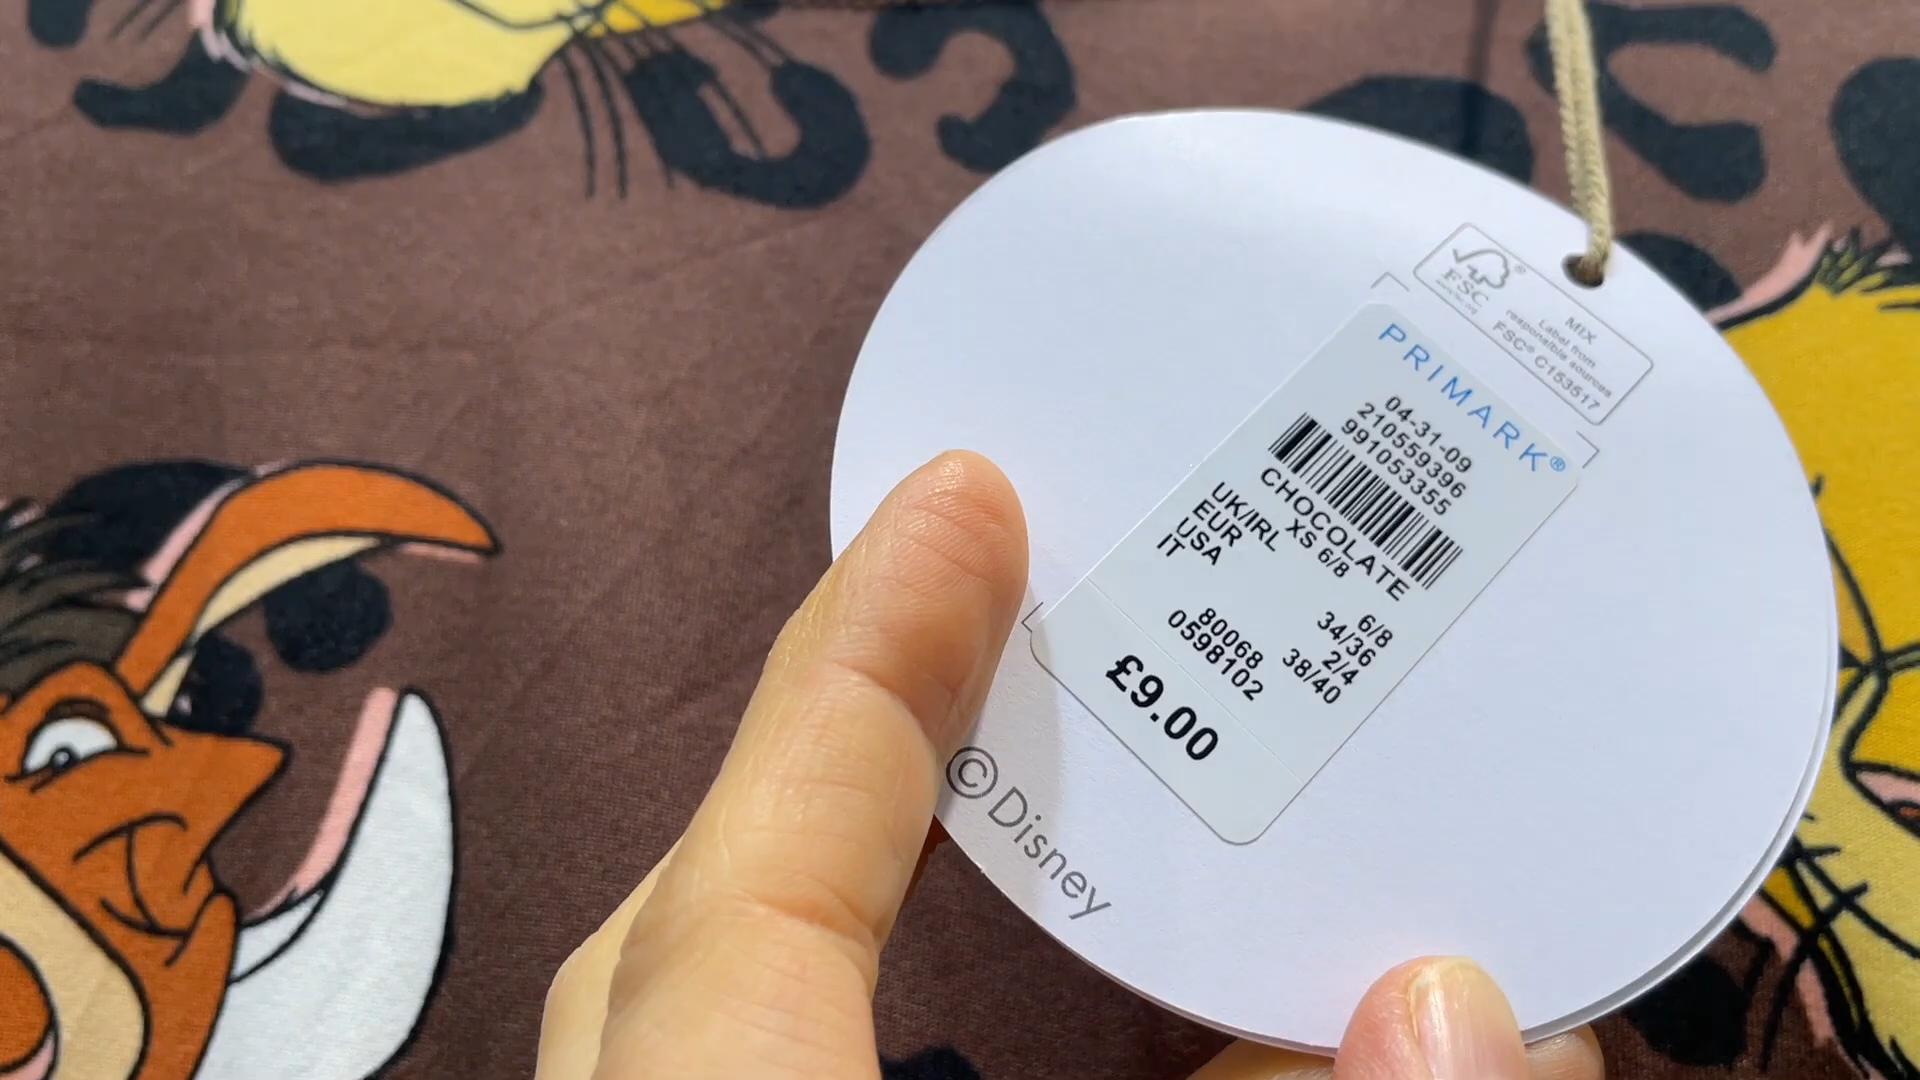 FSC
®
MIX
Label from
responsible sources
FSC® C153517
PRIMARK®
04-31-09
210559396
991053355
CHOCOLATE
XS 6/8
UK/IRL 6/8
EUR 34/36
USA 2/4
IT 38/40
80068
0598102
£9.00
©Disney